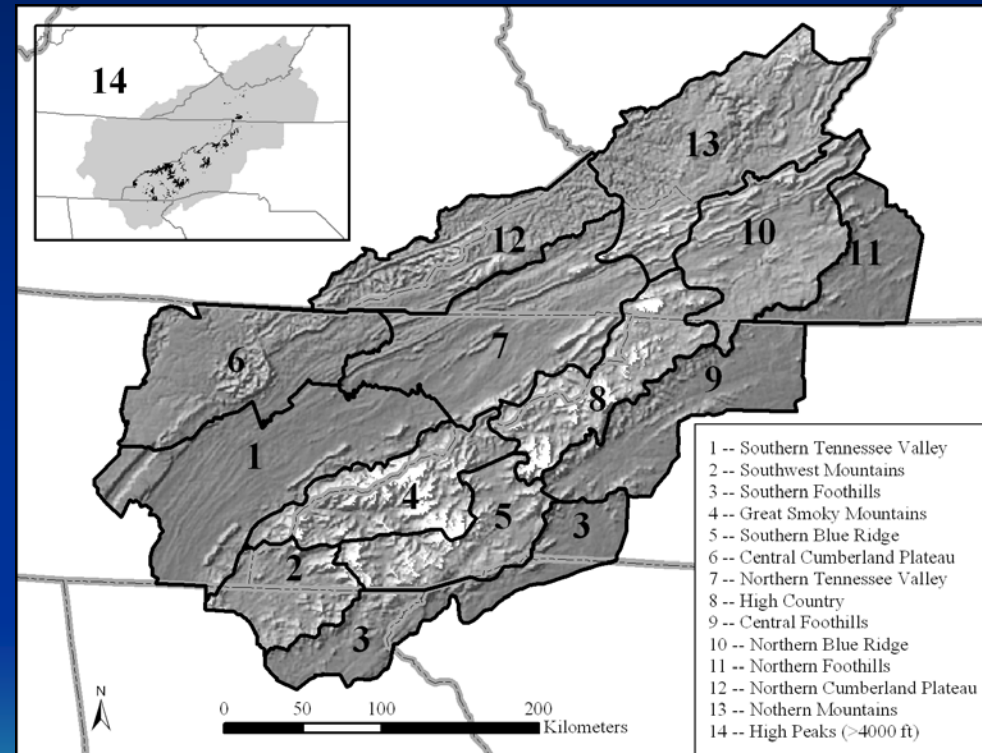 14
13
12
10
11
7
6
9
8
1
4
5
3
2
3
1 -- Southern Tennessee Valley
2 -- Southwest Mountains
3 -- Southern Foothills
4 -- Great Smoky Mountains
5 -- Southern Blue Ridge
6 -- Central Cumberland Plateau
7 -- Northern Tennessee Valley
8 -- High Country
9 -- Central Foothills
10 -- Northern Blue Ridge
11 -- Northern Foothills
12 -- Northern Cumberland Plateau
13 -- Nothern Mountains
14 -- High Peaks (>4000 ft)
N
0 50 100 200
Kilometers